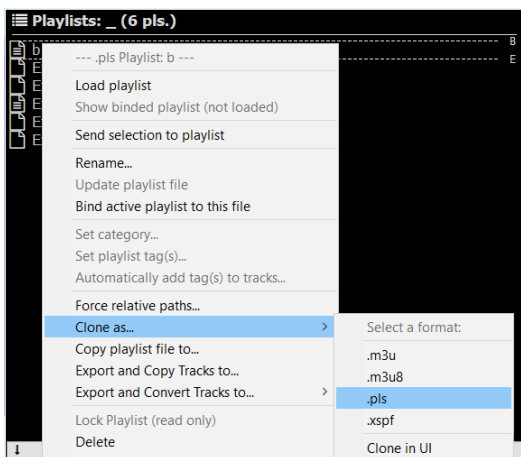 Playlists: _ (6 pls.)
B
b
--- .pls Playlist: b ---
E
E
Load playlist
E
Show binded playlist (not loaded)
E
Send selection to playlist
E
E
Rename...
Update playlist file
Bind active playlist to this file
Set category...
Set playlist tag(s)...
Automatically add tag(s) to tracks...
Force relative paths...
Clone as...
Select a format:
Copy playlist file to...
.m3u
Export and Copy Tracks to...
.m3u8
Export and Convert Tracks to...
.pls
Lock Playlist (read only)
.xspf
Delete
Clone in UI